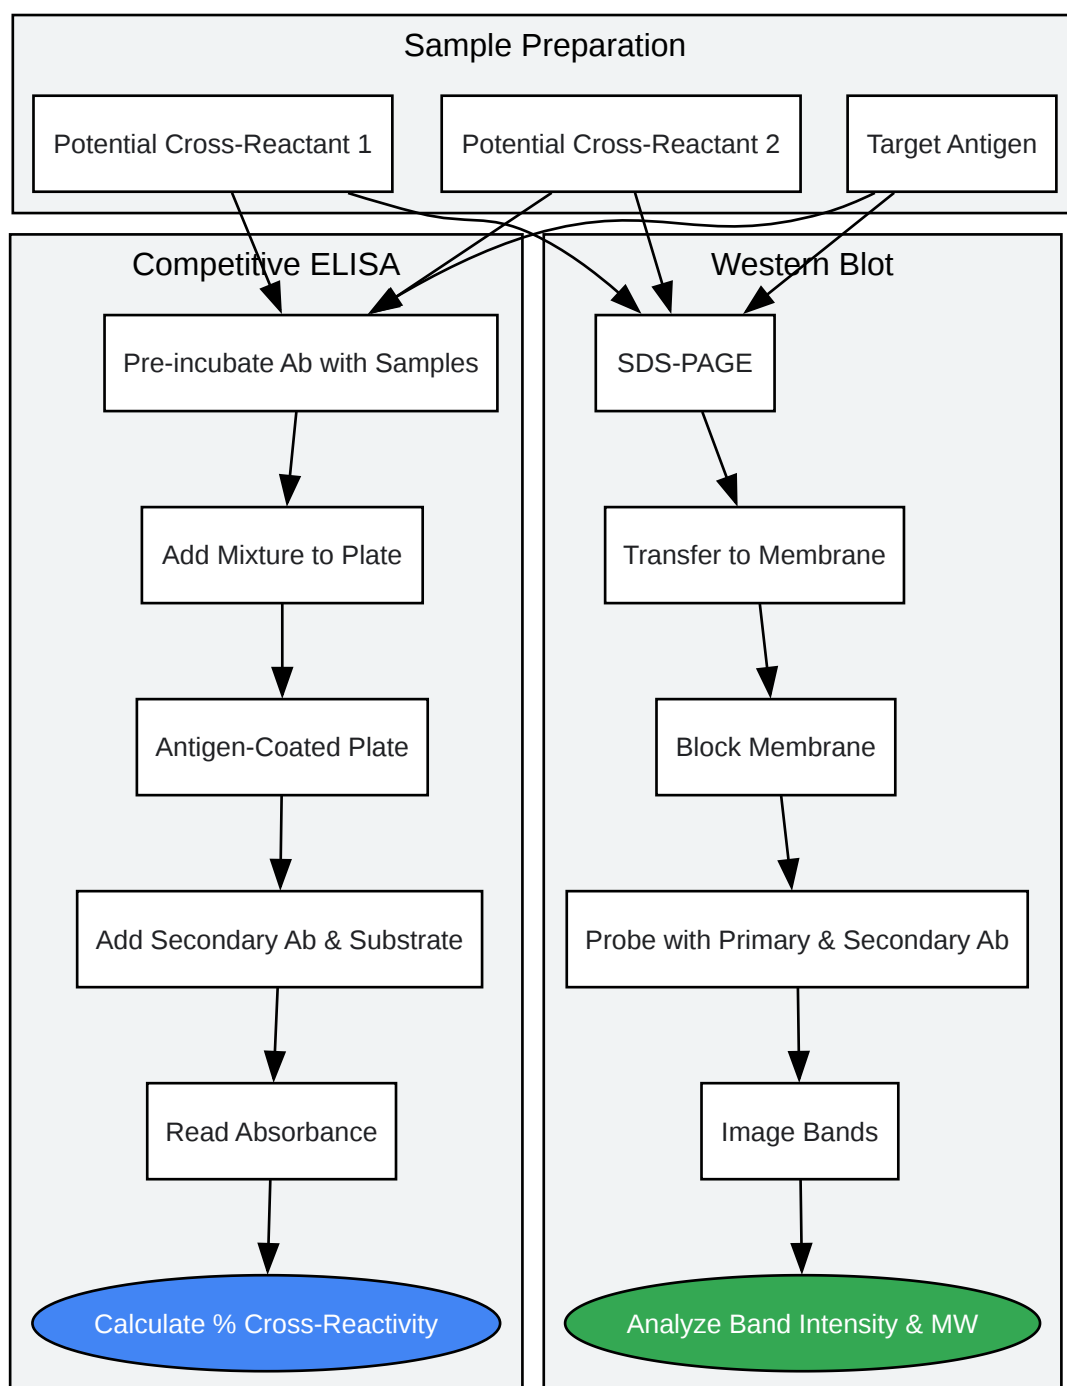 Sample Preparation
Potential Cross-Reactant 1
Potential Cross-Reactant 2
Target Antigen
Competitive ELISA
Pre-incubate Ab with Samples
Add Mixture to Plate
Antigen-Coated Plate
Add Secondary Ab & Substrate
Read Absorbance
Calculate % Cross-Reactivity
Western Blot
SDS-PAGE
Transfer to Membrane
Block Membrane
Probe with Primary & Secondary Ab
Image Bands
Analyze Band Intensity & MW